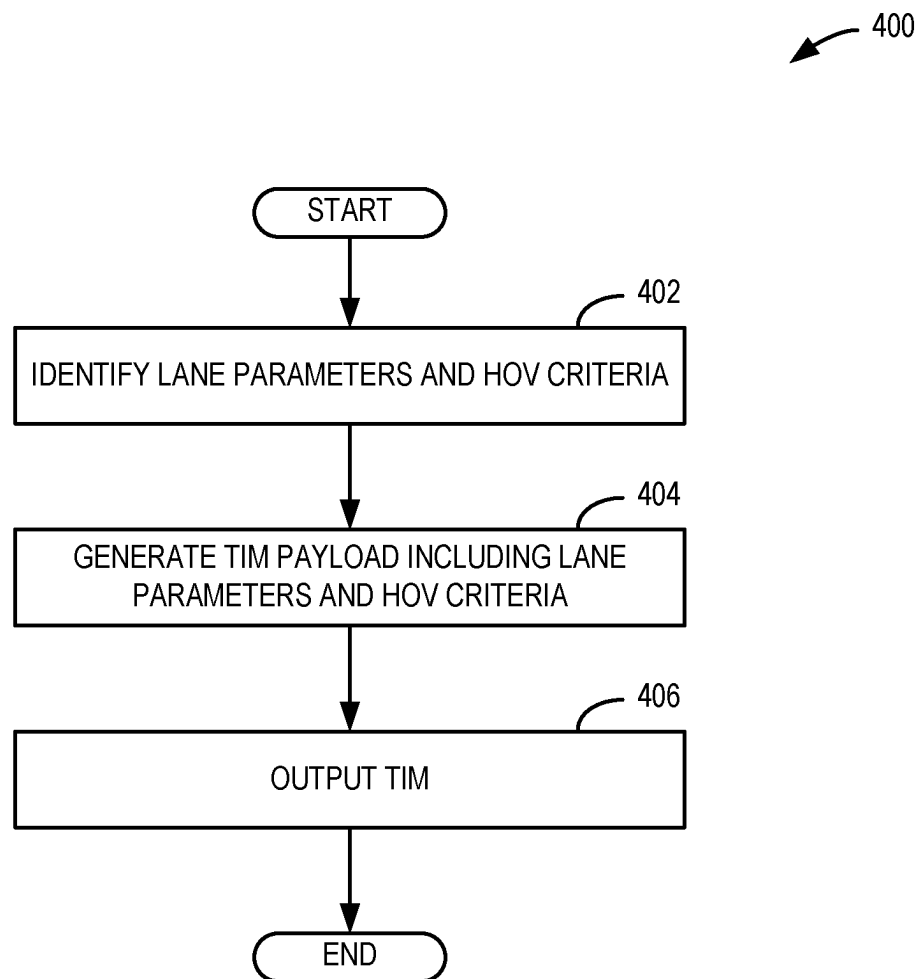 400
START
402
IDENTIFY LANE PARAMETERS AND HOV CRITERIA
404
GENERATE TIM PAYLOAD INCLUDING LANE
PARAMETERS AND HOV CRITERIA
406
OUTPUT TIM
END